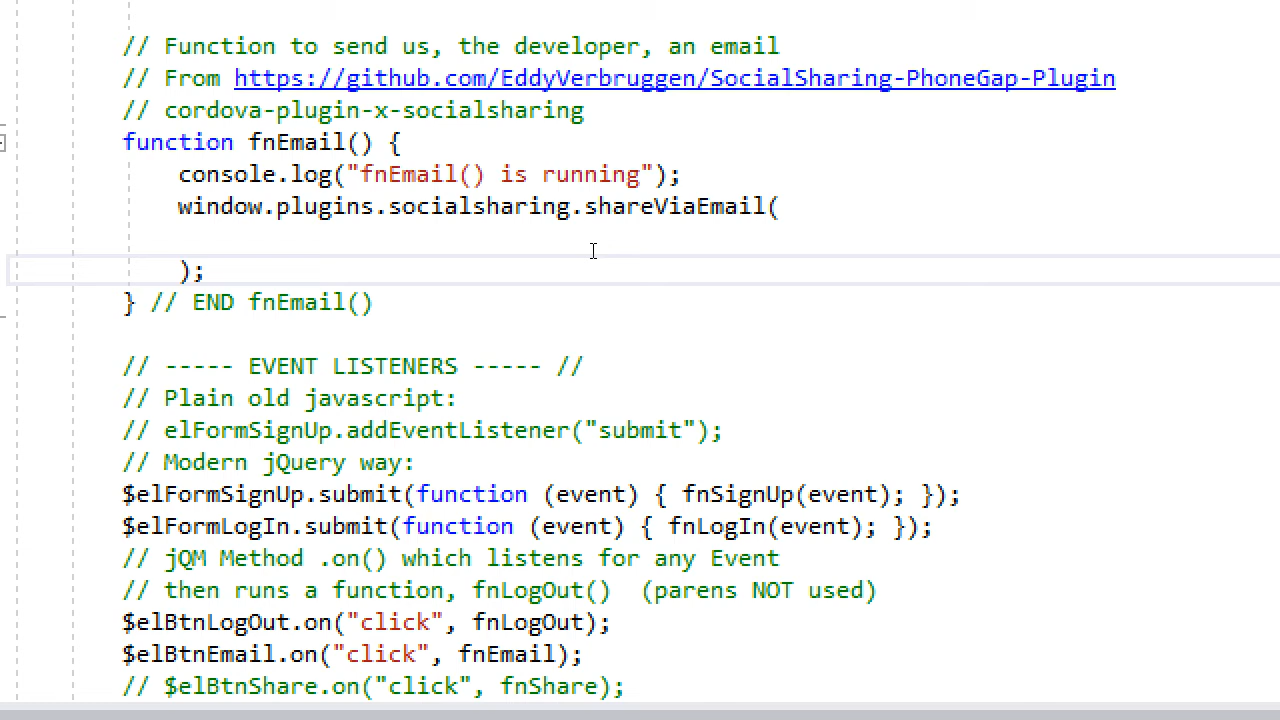 // Function to send us, the developer, an email
// From https://github.com/EddyVerbruggen/SocialSharing-PhoneGap-Plugin
// cordova-plugin-x-socialsharing
function fnEmail() {
console.log("fnEmail() is running");
window.plugins.socialsharing.shareViaEmail(
);
} // END fnEmail()
// ----- EVENT LISTENERS ----- //
// Plain old javascript:
// elFormSignUp.addEventListener("submit");
// Modern jQuery way:
$elFormSignUp.submit(function (event) { fnSignUp(event); });
$elFormLogIn.submit(function (event) { fnLogIn(event); });
// jQM Method .on() which listens for any Event
// then runs a function, fnLogOut()  (parens NOT used)
$elBtnLogOut.on("click", fnLogOut);
$elBtnEmail.on("click", fnEmail);
// $elBtnShare.on("click", fnShare);